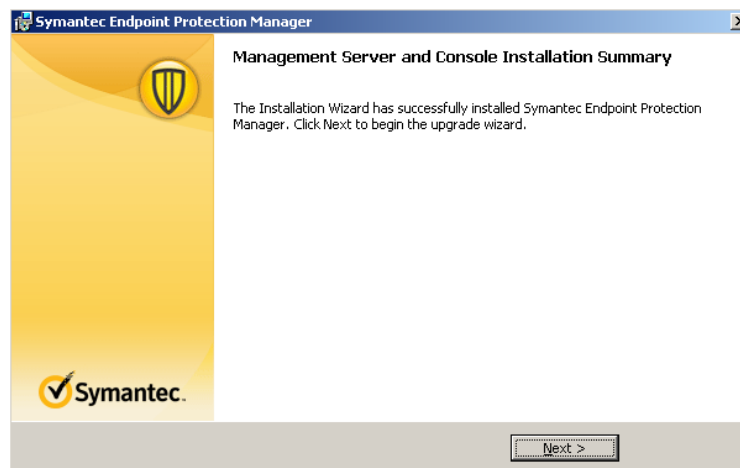 Symantec Endpoint Protection Manager
Management Server and Console Installation Summary
The Installation Wizard has successfully installed Symantec Endpoint Protection
Manager. Click Next to begin the upgrade wizard.
Symantec.
Next >